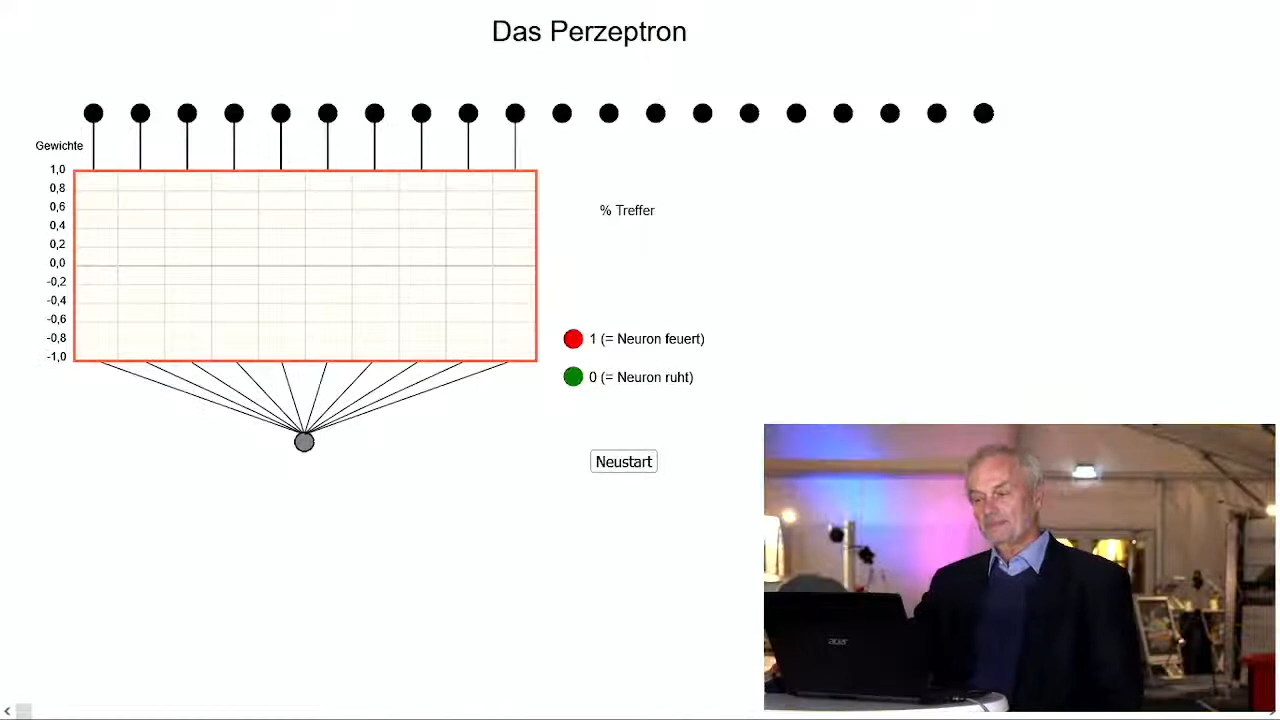 Das Perzeptron
Gewichte
1,0
0,8
0,6
0,4
0,2
0,0
-0,2
-0,4
-0,6
-0,8
-1,0
% Treffer
1 (= Neuron feuert)
0 (= Neuron ruht)
Neustart
acer